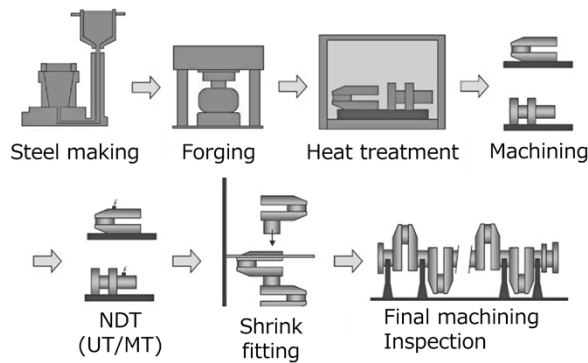 Steel making
Forging
Heat treatment
Machining
NDT
(UT/MT)
Shrink
fitting
Final machining
Inspection